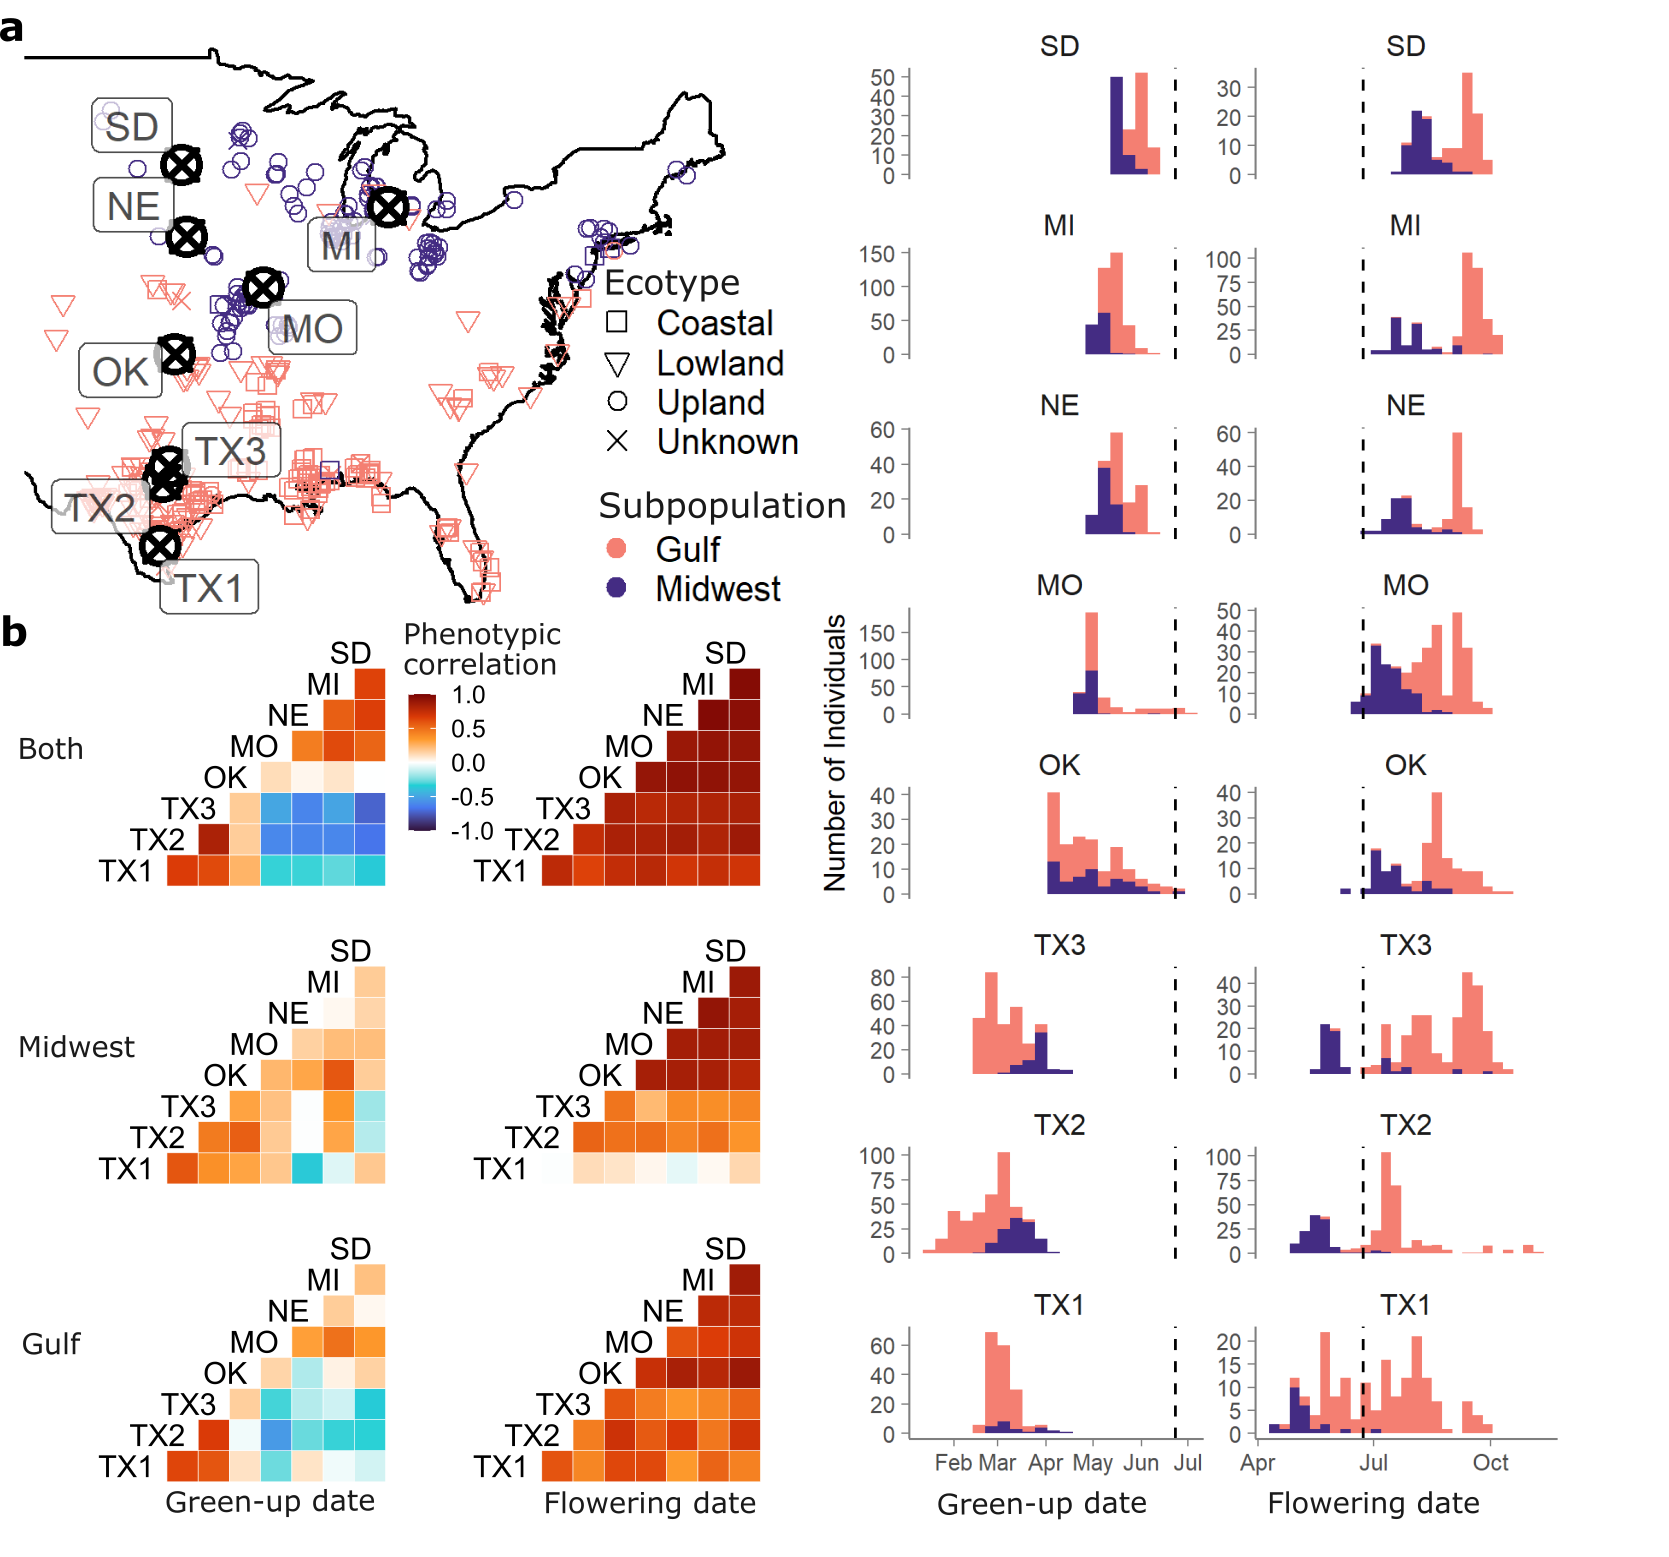 a
SD
NE
MI
MO
OK
TX3
TX2
TX1
Ecotype
Coastal
Lowland
Upland
Unknown
Subpopulation
Gulf
Midwest
b
Phenotypic
correlation
1.0
0.5
0.0
-0.5
-1.0
Both
SD
MI
NE
MO
OK
TX3
TX2
TX1
SD
MI
NE
MO
OK
TX3
TX2
TX1
Midwest
SD
MI
NE
MO
OK
TX3
TX2
TX1
SD
MI
NE
MO
OK
TX3
TX2
TX1
Gulf
SD
MI
NE
MO
OK
TX3
TX2
TX1
SD
MI
NE
MO
OK
TX3
TX2
TX1
Green-up date
Flowering date
Number of Individuals
SD
50
40
30
20
10
0
SD
30
20
10
0
MI
150
100
50
0
MI
100
75
50
25
0
NE
60
40
20
0
NE
60
40
20
0
MO
150
100
50
0
MO
50
40
30
20
10
0
OK
40
30
20
10
0
OK
40
30
20
10
0
TX3
80
60
40
20
0
TX3
40
30
20
10
0
TX2
100
75
50
25
0
TX2
100
75
50
25
0
TX1
60
40
20
0
TX1
20
15
10
5
0
Feb Mar Apr May Jun Jul
Apr Jul Oct
Green-up date
Flowering date